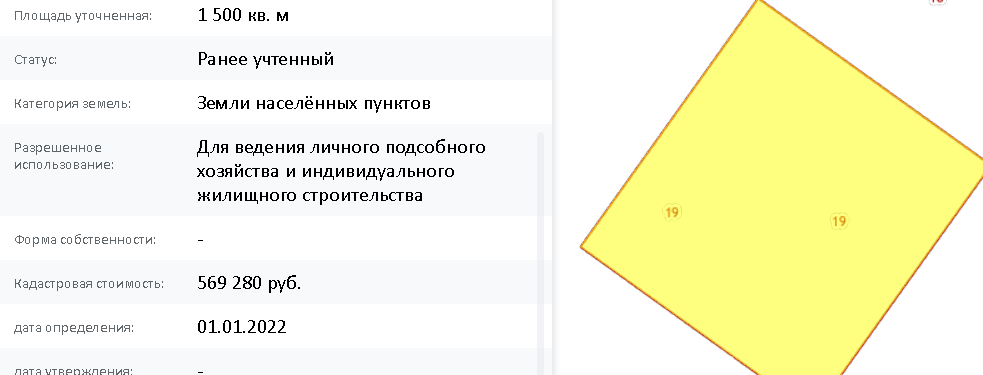 Площадь уточненная: 1 500 кв. м
Статус: Ранее учтенный
Категория земель: Земли населённых пунктов
Разрешенное использование:
Для ведения личного подсобного
хозяйства и индивидуального
жилищного строительства
Форма собственности: -
Кадастровая стоимость: 569 280 руб.
дата определения: 01.01.2022
дата утверждения: -
19
19